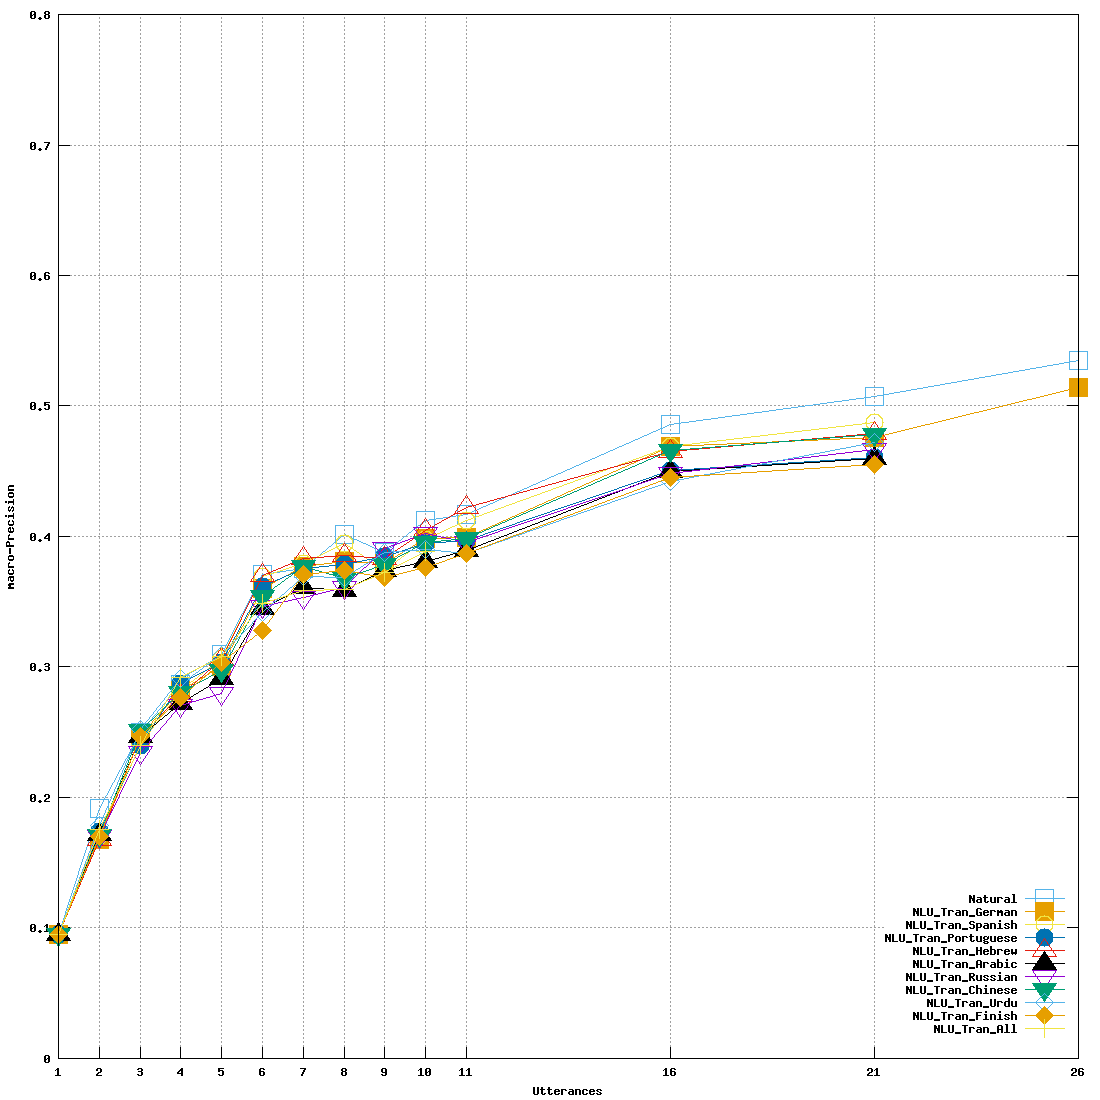 0.8
0.7
0.6
0.5
0.4
0.3
0.2
0.1
0
macro-Precision
Natural
NLU_Tran_German
NLU_Tran_Spanish
NLU_Tran_Portuguese
NLU_Tran_Hebrew
NLU_Tran_Arabic
NLU_Tran_Russian
NLU_Tran_Chinese
NLU_Tran_Urdu
NLU_Tran_Finish
NLU_Tran_All
1 2 3 4 5 6 7 8 9 10 11 16 21 26
Utterances